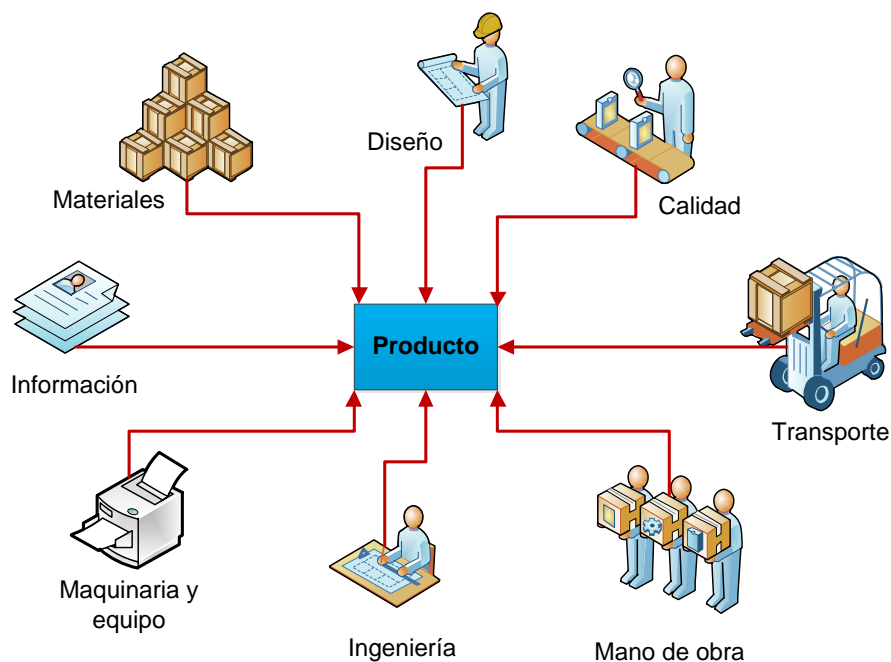 Diseño
Materiales
Calidad
Producto
Información
Transporte
Maquinaria y
equipo
Ingeniería
Mano de obra